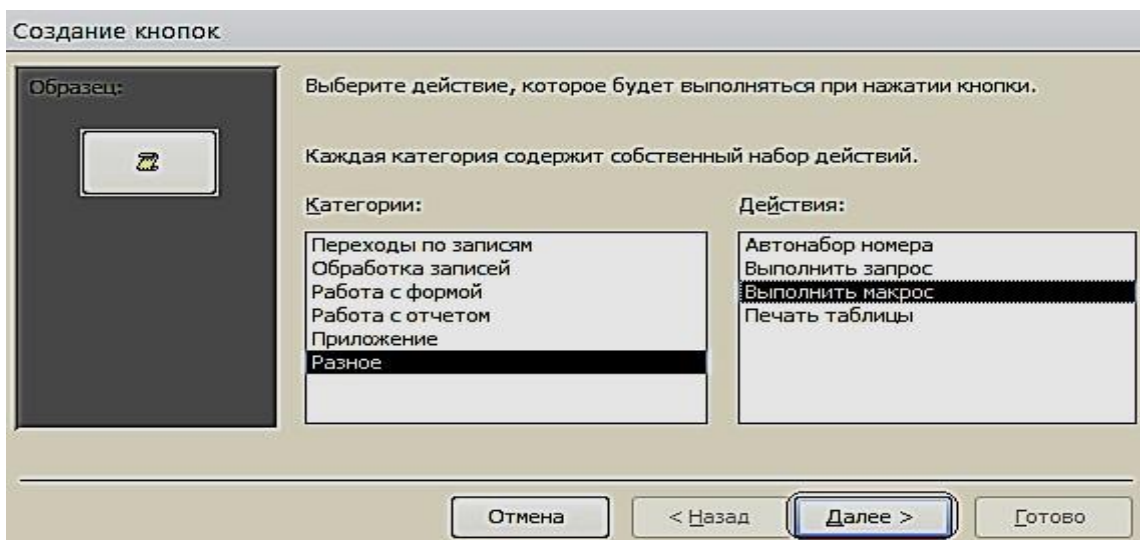 Создание кнопок
Образец:
Выберите действие, которое будет выполняться при нажатии кнопки.
Каждая категория содержит собственный набор действий.
Категории:
Переходы по записям
Обработка записей
Работа с формой
Работа с отчетом
Приложение
Разное
Действия:
Автонабор номера
Выполнить запрос
Выполнить макрос
Печать таблицы
Отмена
< Назад
Далее >
Готово